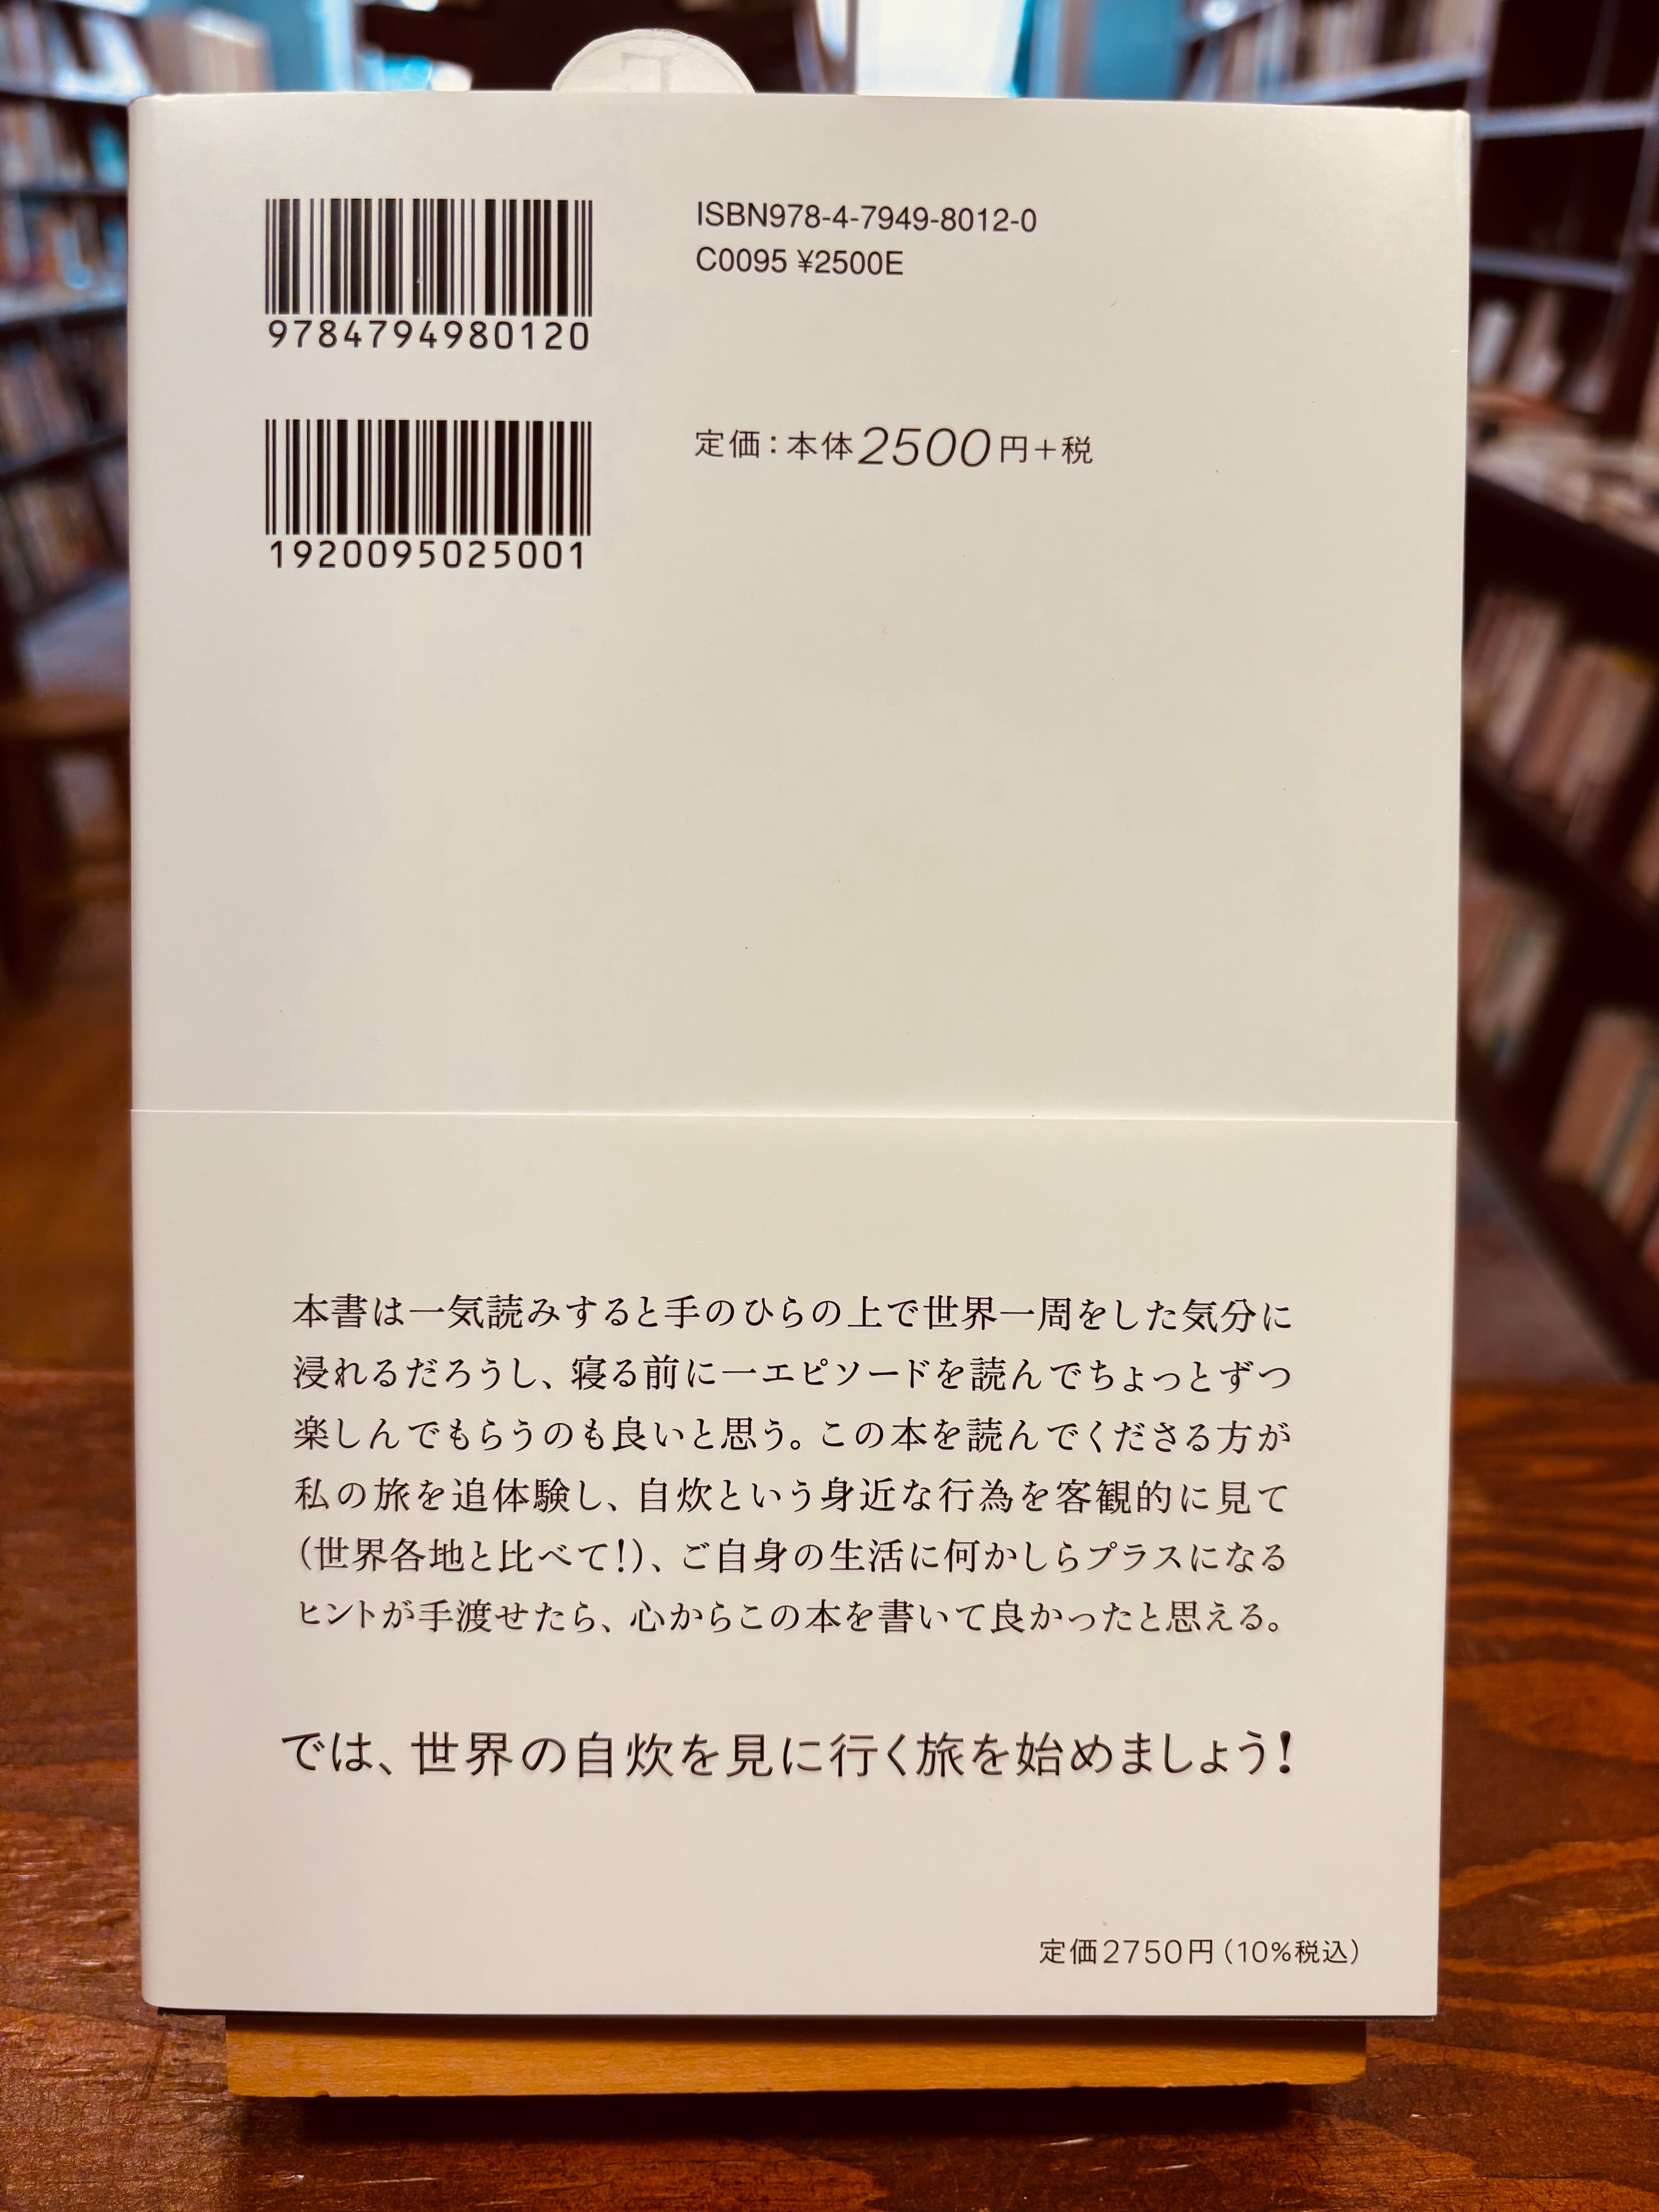 ISBN978-4-7949-8012-0
C0095 ¥2500E
9784794980120
定価：本体2500円＋税
1920095025001
本書は一気読みすると手のひらの上で世界一周をした気分に
浸れるだろうし、寝る前に一エピソードを読んでちょっとずつ
楽しんでもらうのも良いと思う。この本を読んでくださる方が
私の旅を追体験し、自炊という身近な行為を客観的に見て
（世界各地と比べて！）、ご自身の生活に何かしらプラスになる
ヒントが手渡せたら、心からこの本を書いて良かったと思える。
では、世界の自炊を見に行く旅を始めましょう！
定価2750円（10%税込）